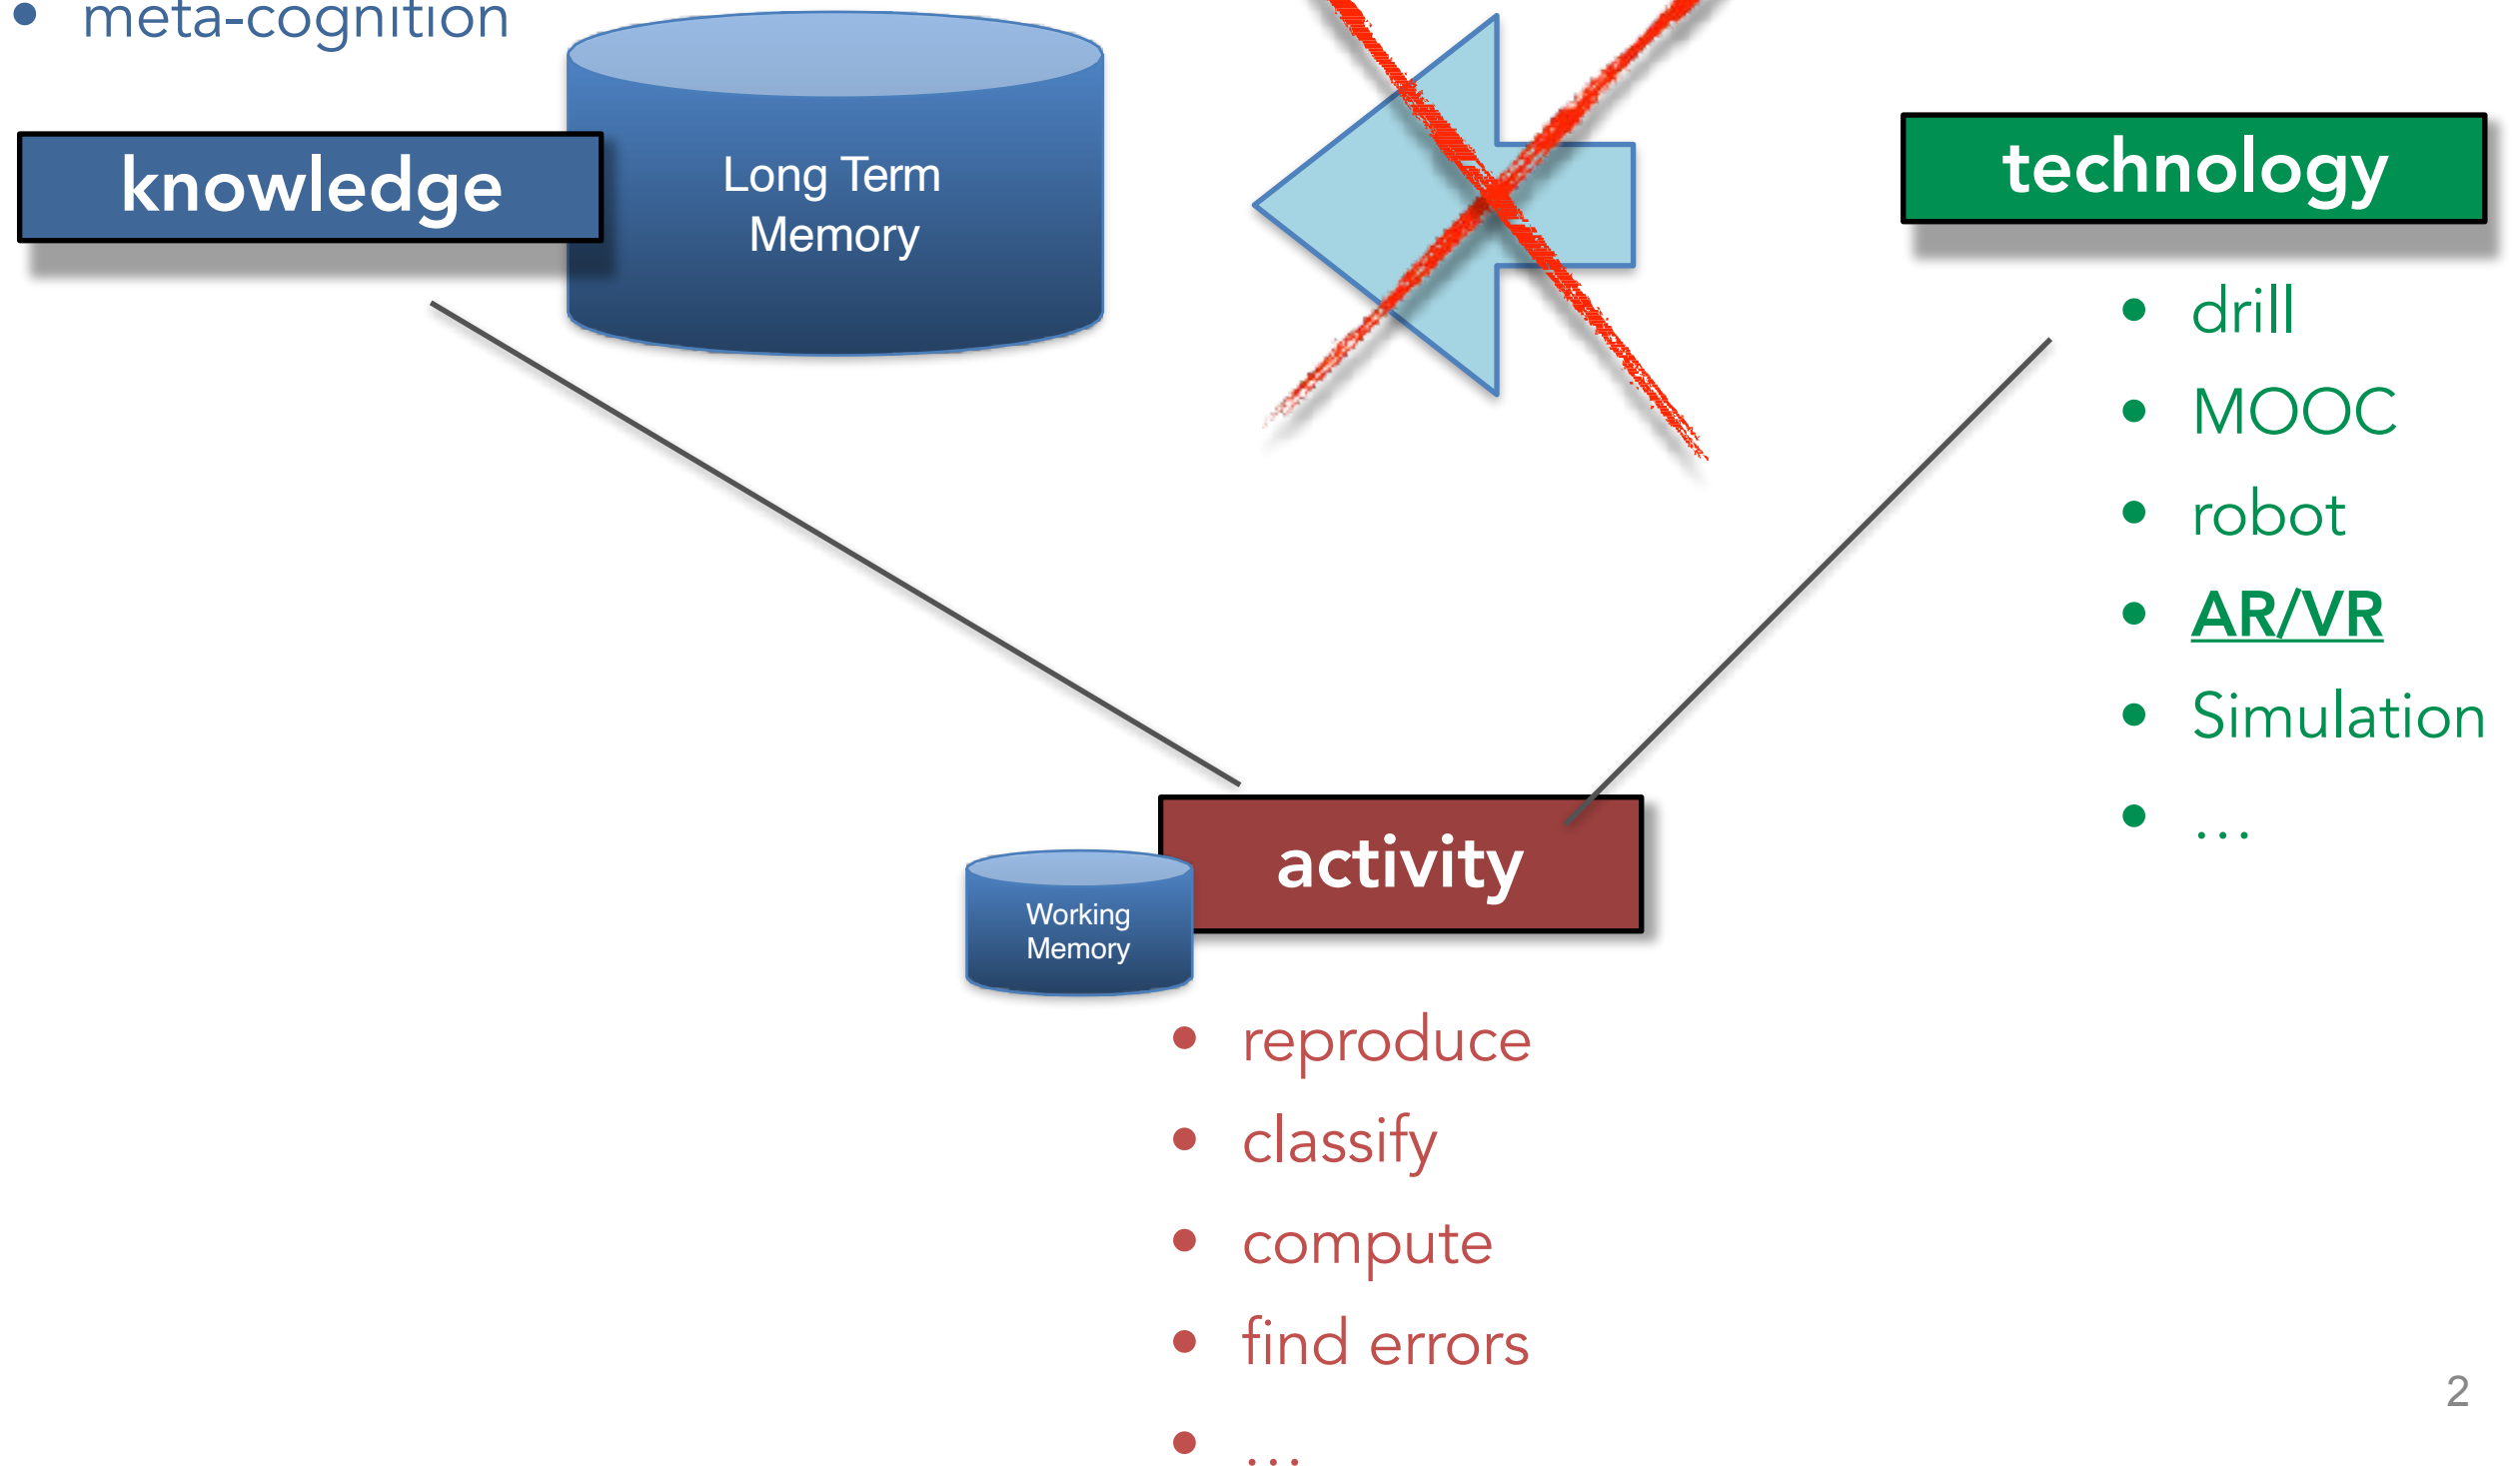 • meta-cognition
knowledge
Long Term
Memory
technology
• drill
• MOOC
• robot
• AR/VR
• Simulation
• ...
activity
Working
Memory
• reproduce
• classify
• compute
• find errors
• ...
2